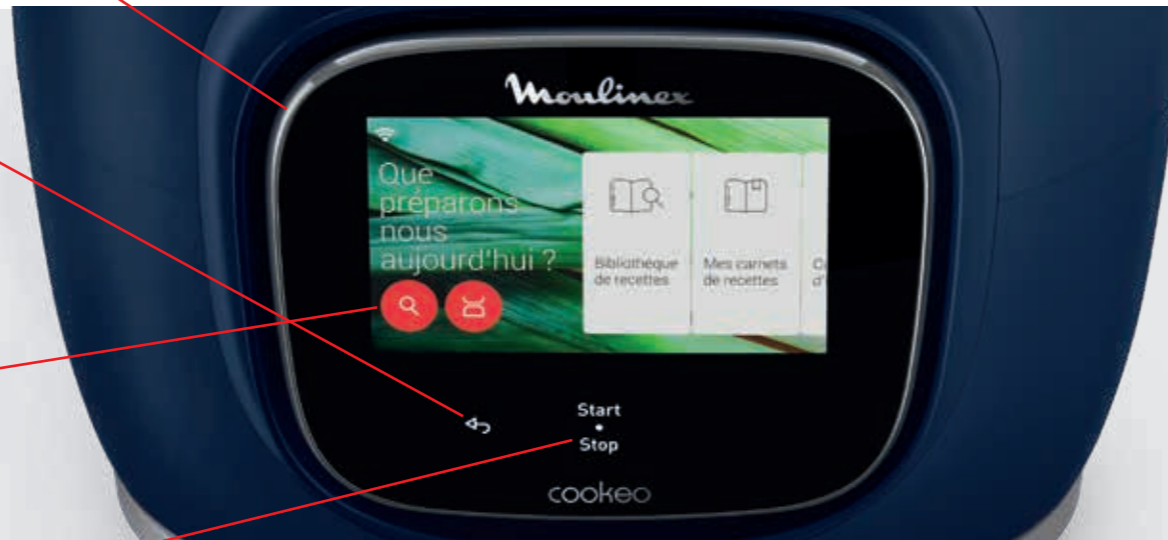 Moulinex
Que
préparons
nous
aujourd'hui ?
Bibliothèque
de recettes
Mes carnets
de recettes
Start
Stop
cookeo